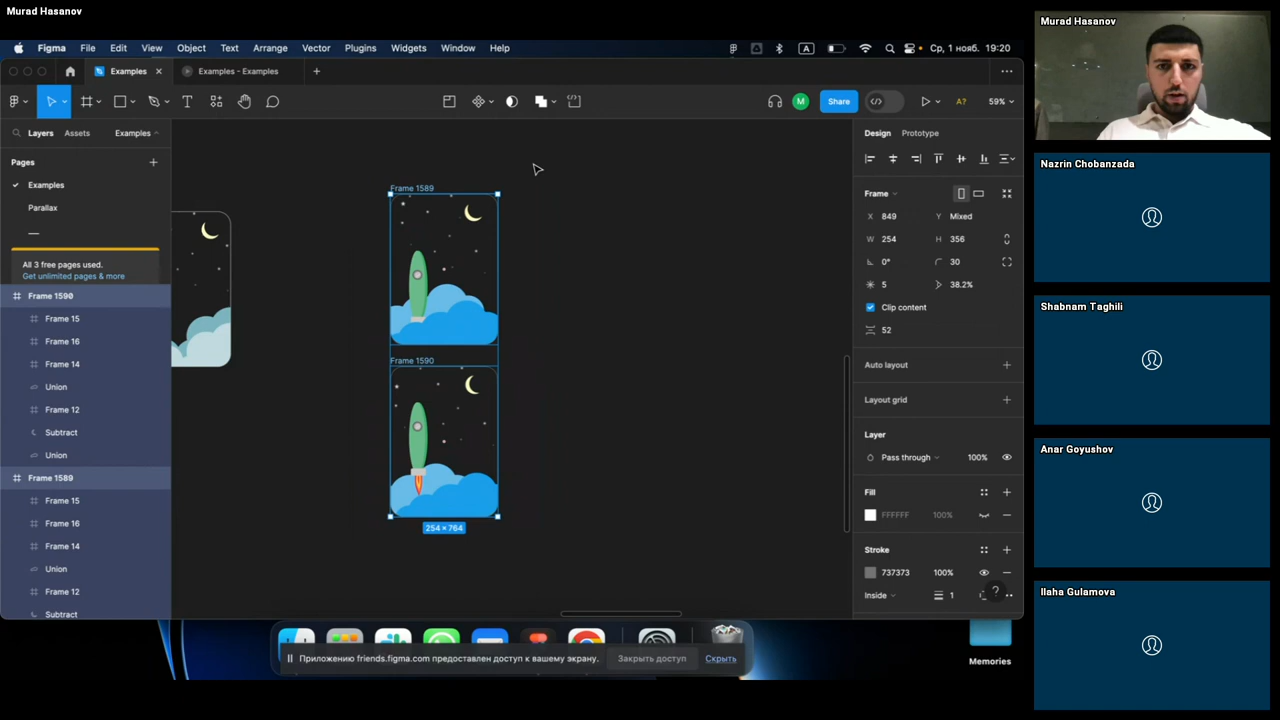 Murad Hasanov
Figma File Edit View Object Text Arrange Vector Plugins Widgets Window Help
A
Ср, 1 нояб. 19:20
Examples
Examples - Examples
M
Share
A?
59%
Layers Assets Examples
Pages
Examples
Parallax
All 3 free pages used.
Get unlimited pages & more
Frame 1590
Frame 15
Frame 16
Frame 14
Union
Frame 12
Subtract
Union
Frame 1589
Frame 15
Frame 16
Frame 14
Union
Frame 12
Subtract
Frame 1589
Frame 1590
254 × 764
Design Prototype
Frame
X 849 Y Mixed
W 254 H 356
0° 30
5 38.2%
Clip content
52
Auto layout
Layout grid
Layer
Pass through 100%
Fill
FFFFFF 100%
Stroke
737373 100%
Inside 1
?
Приложению friends.figma.com предоставлен доступ к вашему экрану.
Закрыть доступ
Скрыть
Memories
Murad Hasanov
Nazrin Chobanzada
Shabnam Taghili
Anar Goyushov
Ilaha Gulamova